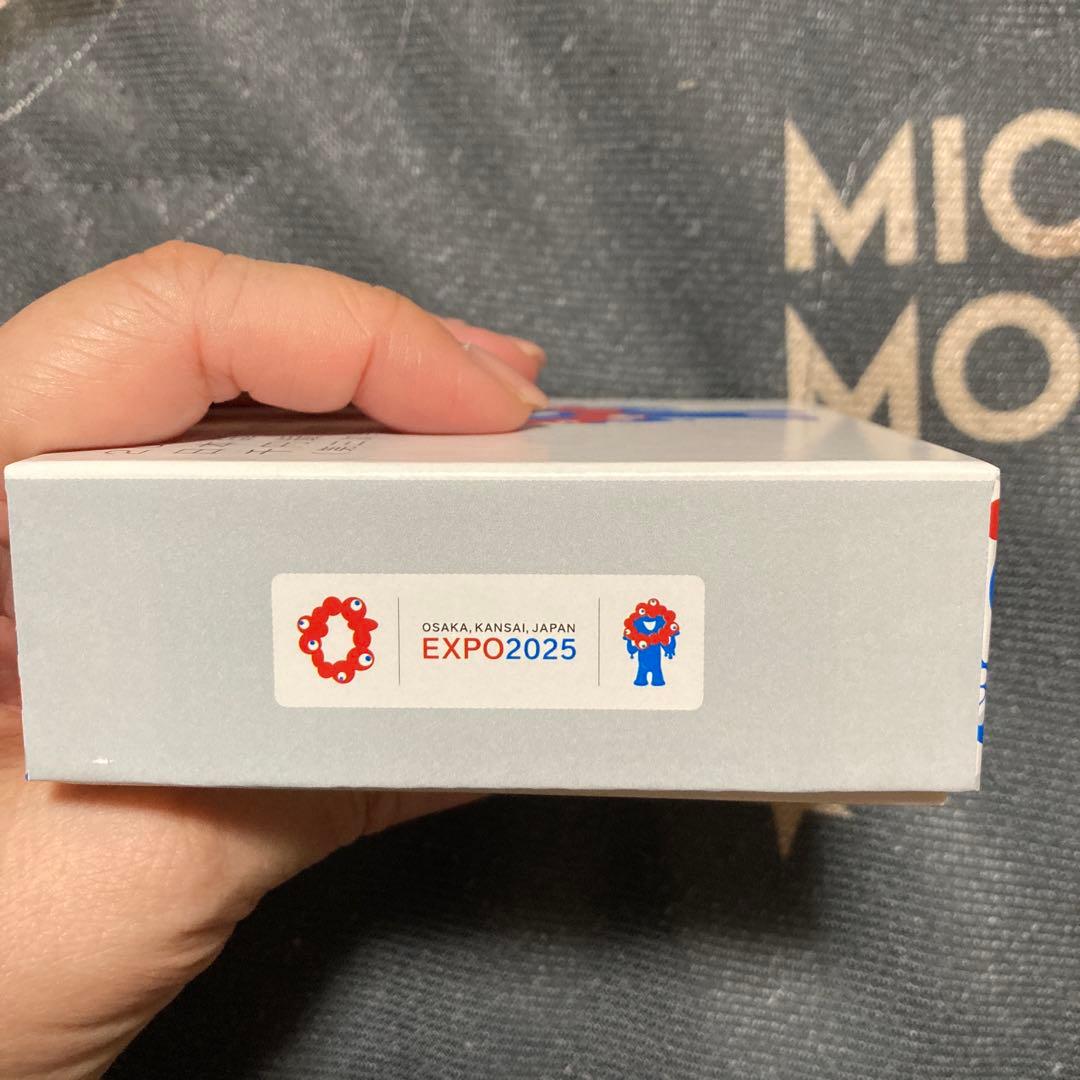 MIC
MO
OSAKA, KANSAI, JAPAN
EXPO2025